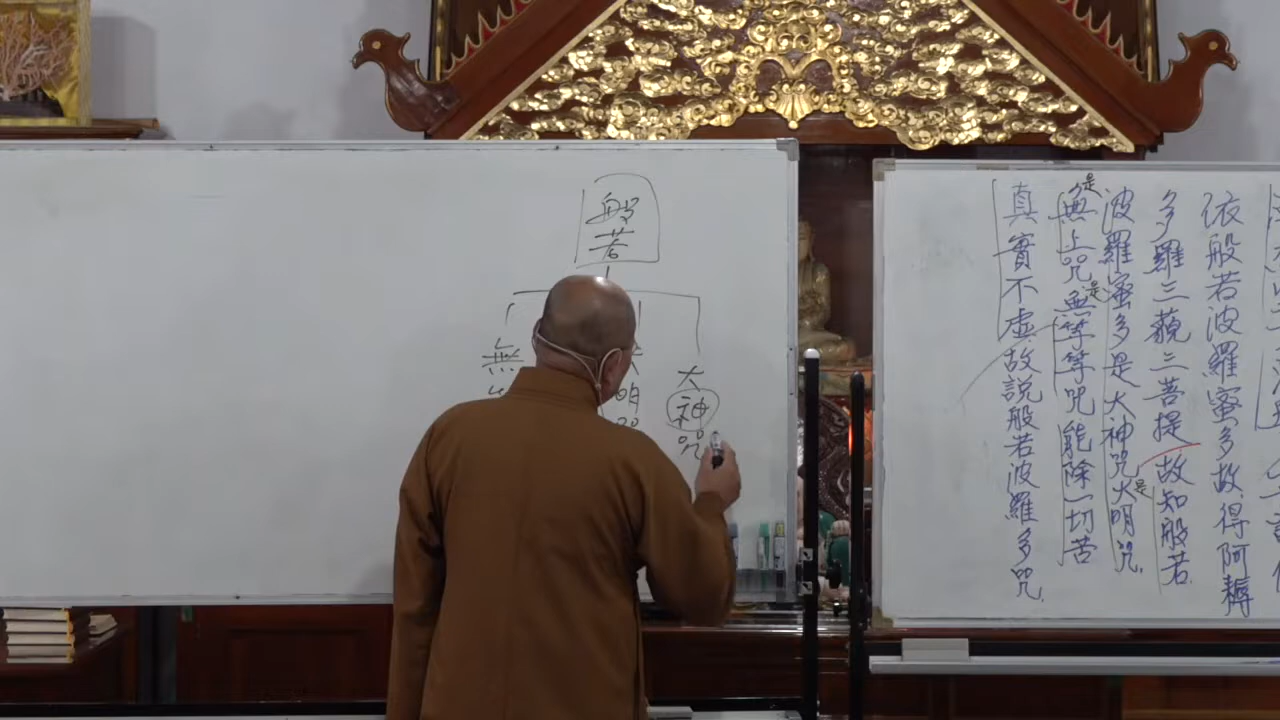 般若
大神咒
明咒
無
依般若波羅蜜多故得阿耨
多羅三藐三菩提故知般若
波羅蜜多是大神咒是大明咒
是無上咒是無等等咒能除一切苦
真實不虛故說般若波羅多咒